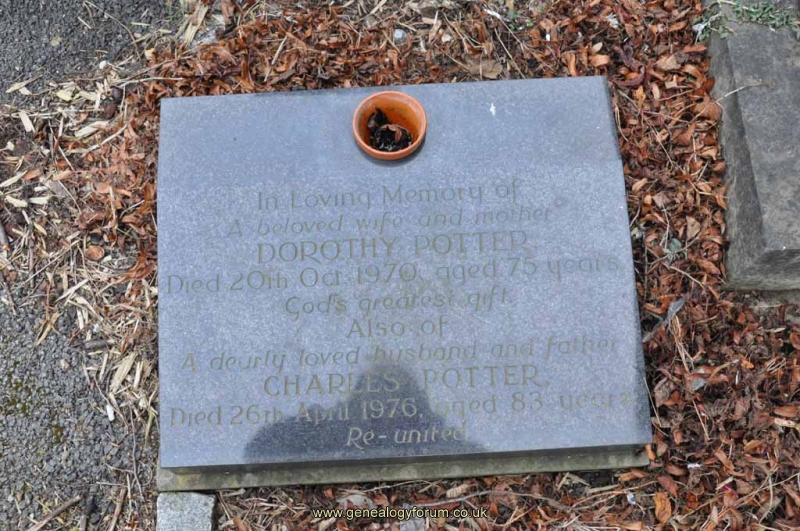 In Loving Memory of
A beloved wife and mother
DOROTHY POTTER
Died 20th Oct 1970, aged 75 years.
God's greatest gift.
Also of
A dearly loved husband and father
CHARLES POTTER,
Died 26th April 1976, aged 83 years.
Re-united.
www.genealogyforum.co.uk